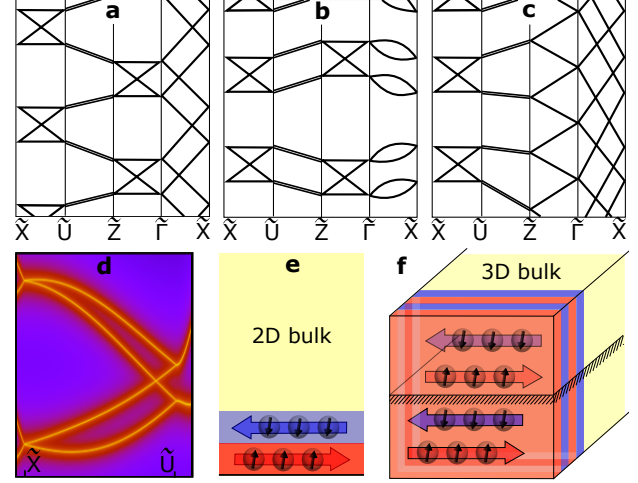 a b c
X̃ Ũ Z̃ Γ̃ X̃ X̃ Ũ Z̃ Γ̃ X̃ X̃ Ũ Z̃ Γ̃ X̃
d e f
3D bulk
2D bulk
X̃ Ũ